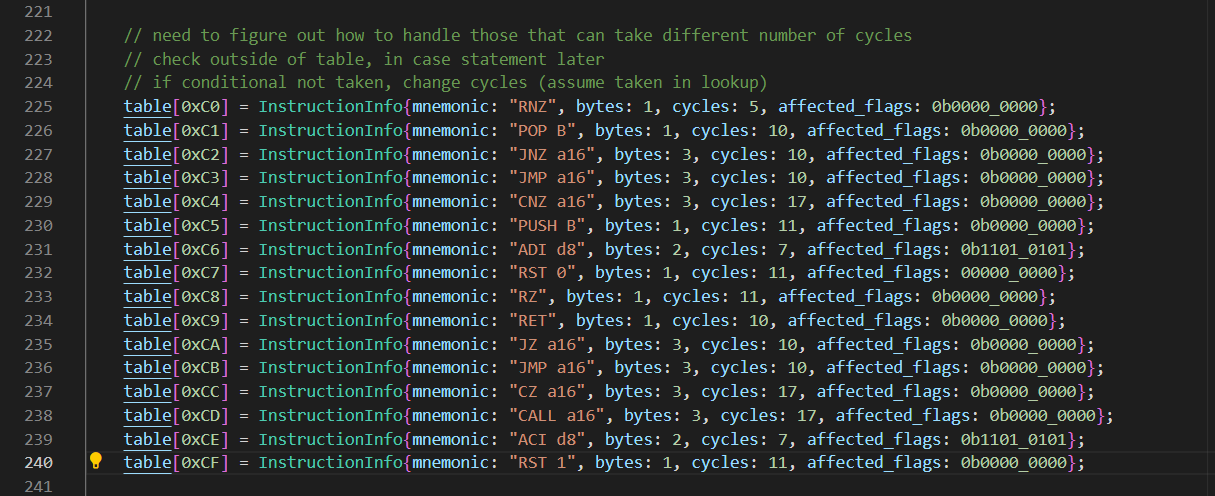 221
222 // need to figure out how to handle those that can take different number of cycles
223 // check outside of table, in case statement later
224 // if conditional not taken, change cycles (assume taken in lookup)
225 table[0xC0] = InstructionInfo{mnemonic: "RNZ", bytes: 1, cycles: 5, affected_flags: 0b0000_0000};
226 table[0xC1] = InstructionInfo{mnemonic: "POP B", bytes: 1, cycles: 10, affected_flags: 0b0000_0000};
227 table[0xC2] = InstructionInfo{mnemonic: "JNZ a16", bytes: 3, cycles: 10, affected_flags: 0b0000_0000};
228 table[0xC3] = InstructionInfo{mnemonic: "JMP a16", bytes: 3, cycles: 10, affected_flags: 0b0000_0000};
229 table[0xC4] = InstructionInfo{mnemonic: "CNZ a16", bytes: 3, cycles: 17, affected_flags: 0b0000_0000};
230 table[0xC5] = InstructionInfo{mnemonic: "PUSH B", bytes: 1, cycles: 11, affected_flags: 0b0000_0000};
231 table[0xC6] = InstructionInfo{mnemonic: "ADI d8", bytes: 2, cycles: 7, affected_flags: 0b1101_0101};
232 table[0xC7] = InstructionInfo{mnemonic: "RST 0", bytes: 1, cycles: 11, affected_flags: 00000_0000};
233 table[0xC8] = InstructionInfo{mnemonic: "RZ", bytes: 1, cycles: 11, affected_flags: 0b0000_0000};
234 table[0xC9] = InstructionInfo{mnemonic: "RET", bytes: 1, cycles: 10, affected_flags: 0b0000_0000};
235 table[0xCA] = InstructionInfo{mnemonic: "JZ a16", bytes: 3, cycles: 10, affected_flags: 0b0000_0000};
236 table[0xCB] = InstructionInfo{mnemonic: "JMP a16", bytes: 3, cycles: 10, affected_flags: 0b0000_0000};
237 table[0xCC] = InstructionInfo{mnemonic: "CZ a16", bytes: 3, cycles: 17, affected_flags: 0b0000_0000};
238 table[0xCD] = InstructionInfo{mnemonic: "CALL a16", bytes: 3, cycles: 17, affected_flags: 0b0000_0000};
239 table[0xCE] = InstructionInfo{mnemonic: "ACI d8", bytes: 2, cycles: 7, affected_flags: 0b1101_0101};
240 table[0xCF] = InstructionInfo{mnemonic: "RST 1", bytes: 1, cycles: 11, affected_flags: 0b0000_0000};
241